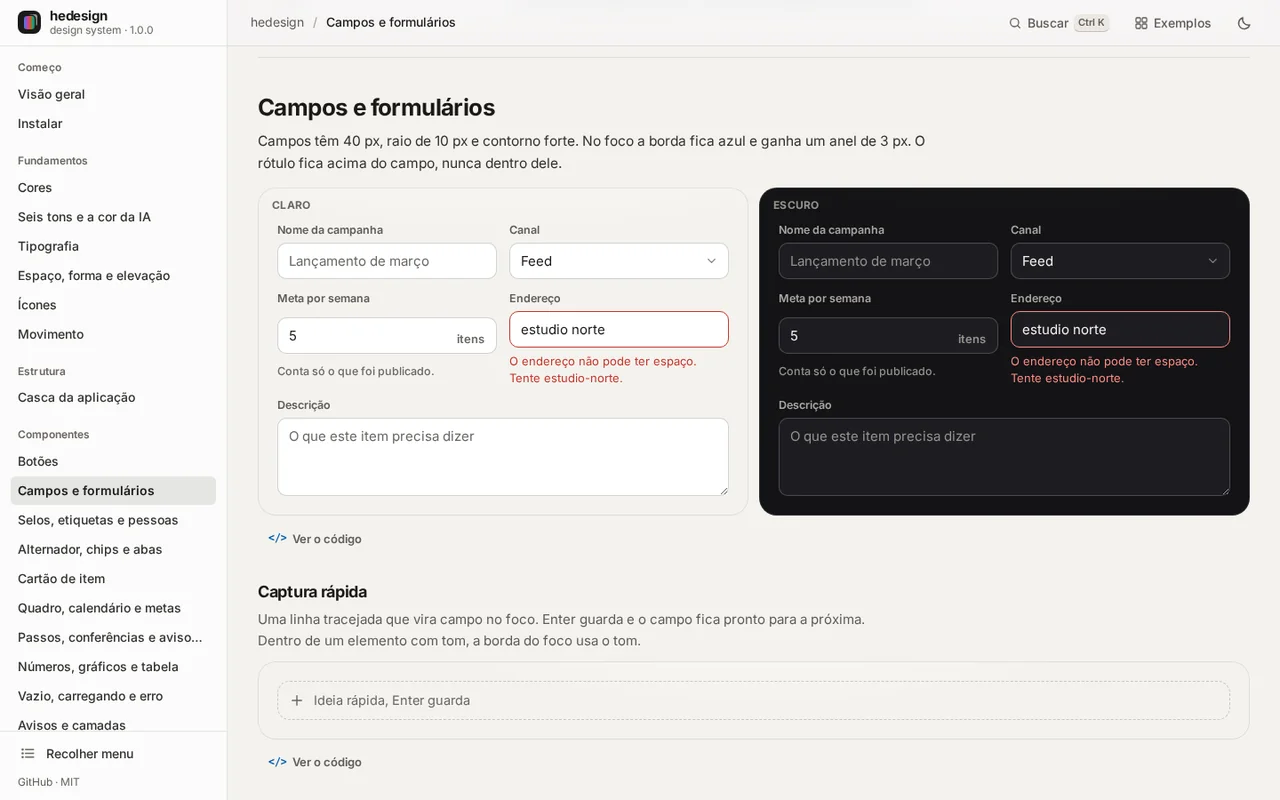 hedesign
design system · 1.0.0
hedesign / Campos e formulários
Buscar Ctrl K
Exemplos
Começo
Visão geral
Instalar
Fundamentos
Cores
Seis tons e a cor da IA
Tipografia
Espaço, forma e elevação
Ícones
Movimento
Estrutura
Casca da aplicação
Componentes
Botões
Campos e formulários
Selos, etiquetas e pessoas
Alternador, chips e abas
Cartão de item
Quadro, calendário e metas
Passos, conferências e aviso...
Números, gráficos e tabela
Vazio, carregando e erro
Avisos e camadas
Recolher menu
GitHub · MIT
Campos e formulários
Campos têm 40 px, raio de 10 px e contorno forte. No foco a borda fica azul e ganha um anel de 3 px. O
rótulo fica acima do campo, nunca dentro dele.
CLARO
Nome da campanha
Canal
Lançamento de março
Feed
Meta por semana
Endereço
5 itens
estudio norte
Conta só o que foi publicado.
O endereço não pode ter espaço.
Tente estudio-norte.
Descrição
O que este item precisa dizer
ESCURO
Nome da campanha
Canal
Lançamento de março
Feed
Meta por semana
Endereço
5 itens
estudio norte
Conta só o que foi publicado.
O endereço não pode ter espaço.
Tente estudio-norte.
Descrição
O que este item precisa dizer
</> Ver o código
Captura rápida
Uma linha tracejada que vira campo no foco. Enter guarda e o campo fica pronto para a próxima.
Dentro de um elemento com tom, a borda do foco usa o tom.
+ Ideia rápida, Enter guarda
</> Ver o código